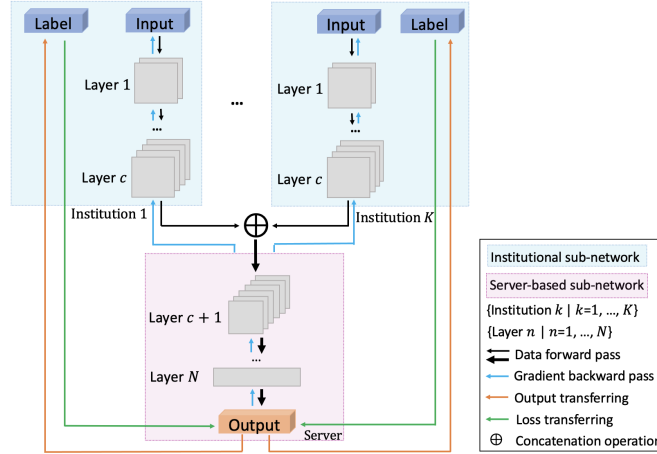 Label
Input
Input
Label
Layer 1
Layer 1
...
...
...
Layer c
Layer c
Institution 1
Institution K
Layer c + 1
...
Layer N
Output
Server
Institutional sub-network
Server-based sub-network
{Institution k | k=1, ..., K}
{Layer n | n=1, ..., N}
Data forward pass
Gradient backward pass
Output transferring
Loss transferring
⊕ Concatenation operation